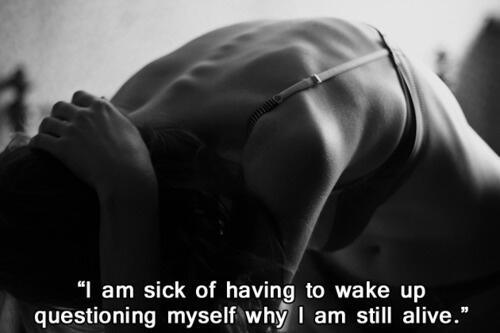 “I am sick of having to wake up
questioning myself why I am still alive.”